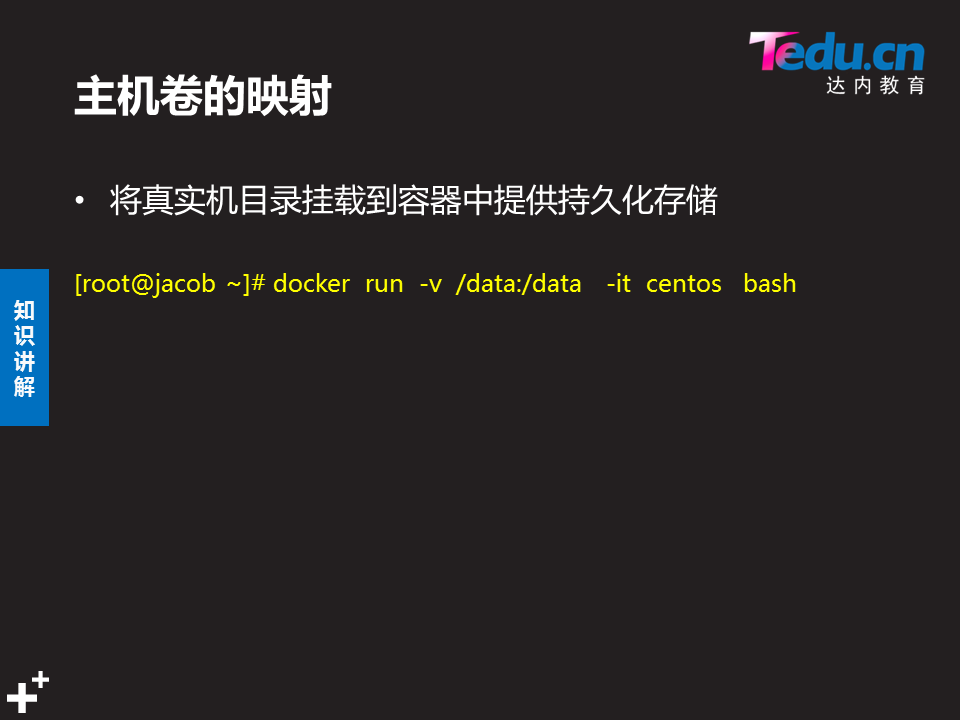 Tedu.cn
达内教育
主机卷的映射
• 将真实机目录挂载到容器中提供持久化存储
[root@jacob ~]# docker run -v /data:/data -it centos bash
知
识
讲
解